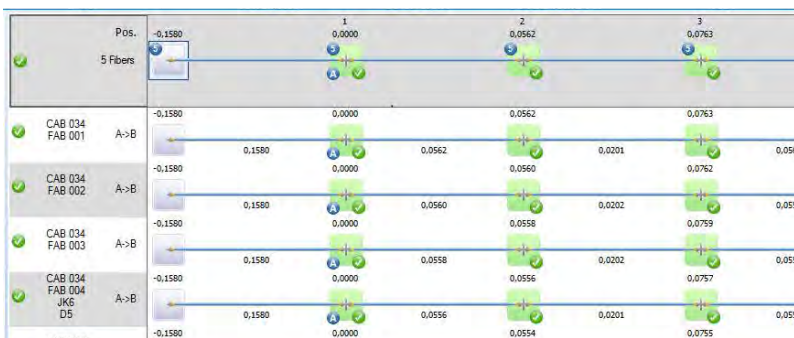 1 2 3
Pos. -0,1580 0,0000 0,0562 0,0763
5 Fibers 5 5 5
A
-0,1580 0,0000 0,0562 0,0763
CAB 034
FAB 001 A->B
0,1580 A 0,0562 0,0201
-0,1580 0,0000 0,0560 0,0762
CAB 034
FAB 002 A->B
0,1580 A 0,0560 0,0202
-0,1580 0,0000 0,0558 0,0759
CAB 034
FAB 003 A->B
0,1580 A 0,0558 0,0202
-0,1580 0,0000 0,0556 0,0757
CAB 034
FAB 004
JK6 A->B
D5
0,1580 A 0,0556 0,0201
-0,1580 0,0000 0,0554 0,0755